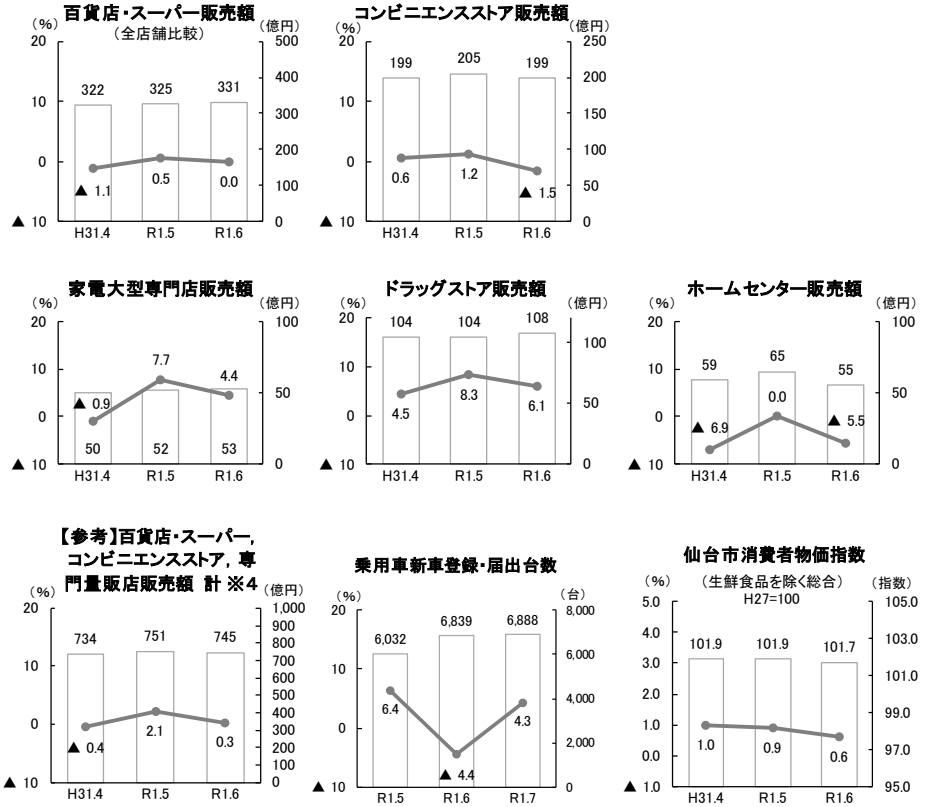 百貨店・スーパー販売額
（全店舗比較）
（%）
（億円）
20
10
0
▲ 10
500
400
300
200
100
0
322
325
331
▲ 1.1
0.5
0.0
H31.4
R1.5
R1.6
コンビニエンスストア販売額
（%）
（億円）
20
10
0
▲ 10
250
200
150
100
50
0
199
205
199
0.6
1.2
▲ 1.5
H31.4
R1.5
R1.6
家電大型専門店販売額
（%）
（億円）
20
10
0
▲ 10
100
50
0
▲ 0.9
7.7
4.4
50
52
53
H31.4
R1.5
R1.6
ドラッグストア販売額
（%）
（億円）
20
10
0
▲ 10
100
50
0
104
104
108
4.5
8.3
6.1
H31.4
R1.5
R1.6
ホームセンター販売額
（%）
（億円）
20
10
0
▲ 10
100
50
0
59
65
55
▲ 6.9
0.0
▲ 5.5
H31.4
R1.5
R1.6
【参考】百貨店・スーパー，
コンビニエンスストア，専
門量販店販売額 計 ※4
（%）
（億円）
20
10
0
▲ 10
1,000
900
800
700
600
500
400
300
200
100
0
734
751
745
▲ 0.4
2.1
0.3
H31.4
R1.5
R1.6
乗用車新車登録・届出台数
（%）
（台）
20
10
0
▲ 10
8,000
6,000
4,000
2,000
0
6,032
6,839
6,888
6.4
▲ 4.4
4.3
R1.5
R1.6
R1.7
仙台市消費者物価指数
（生鮮食品を除く総合）
H27=100
（%）
（指数）
5.0
4.0
3.0
2.0
1.0
0.0
▲ 1.0
105.0
103.0
101.0
99.0
97.0
95.0
101.9
101.9
101.7
1.0
0.9
0.6
H31.4
R1.5
R1.6